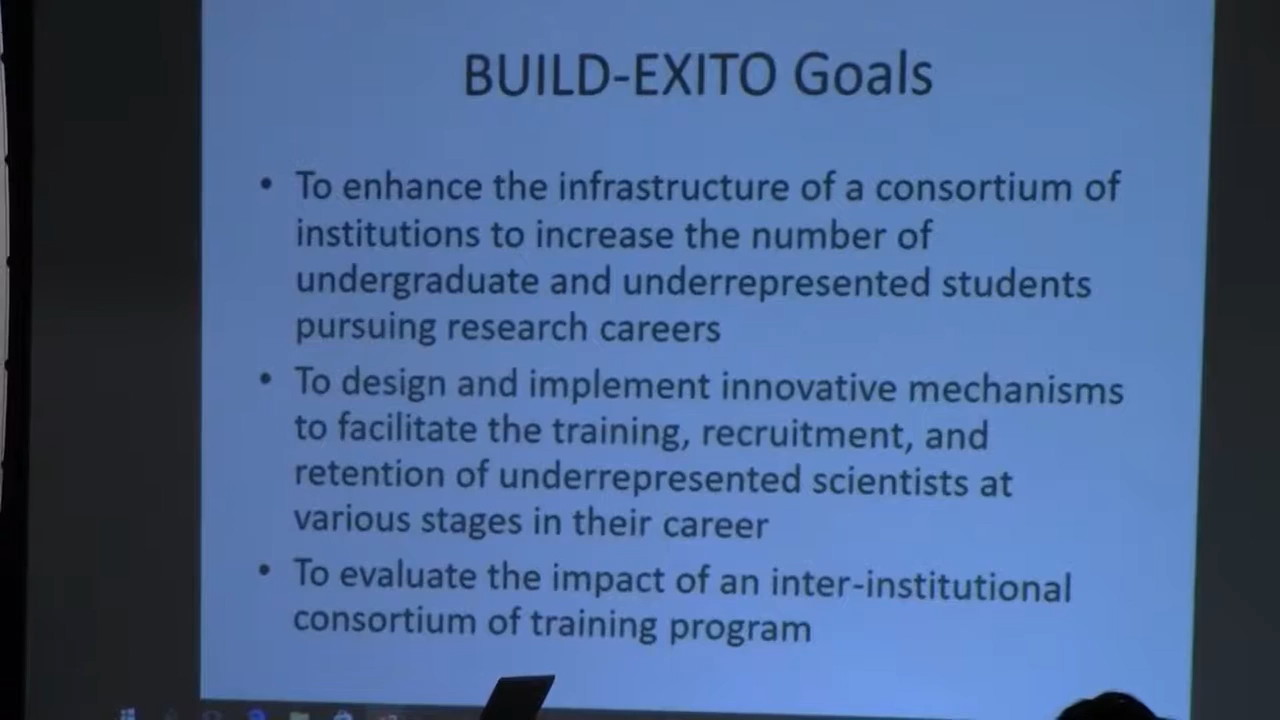 BUILD-EXITO Goals
• To enhance the infrastructure of a consortium of
institutions to increase the number of
undergraduate and underrepresented students
pursuing research careers
• To design and implement innovative mechanisms
to facilitate the training, recruitment, and
retention of underrepresented scientists at
various stages in their career
• To evaluate the impact of an inter-institutional
consortium of training program